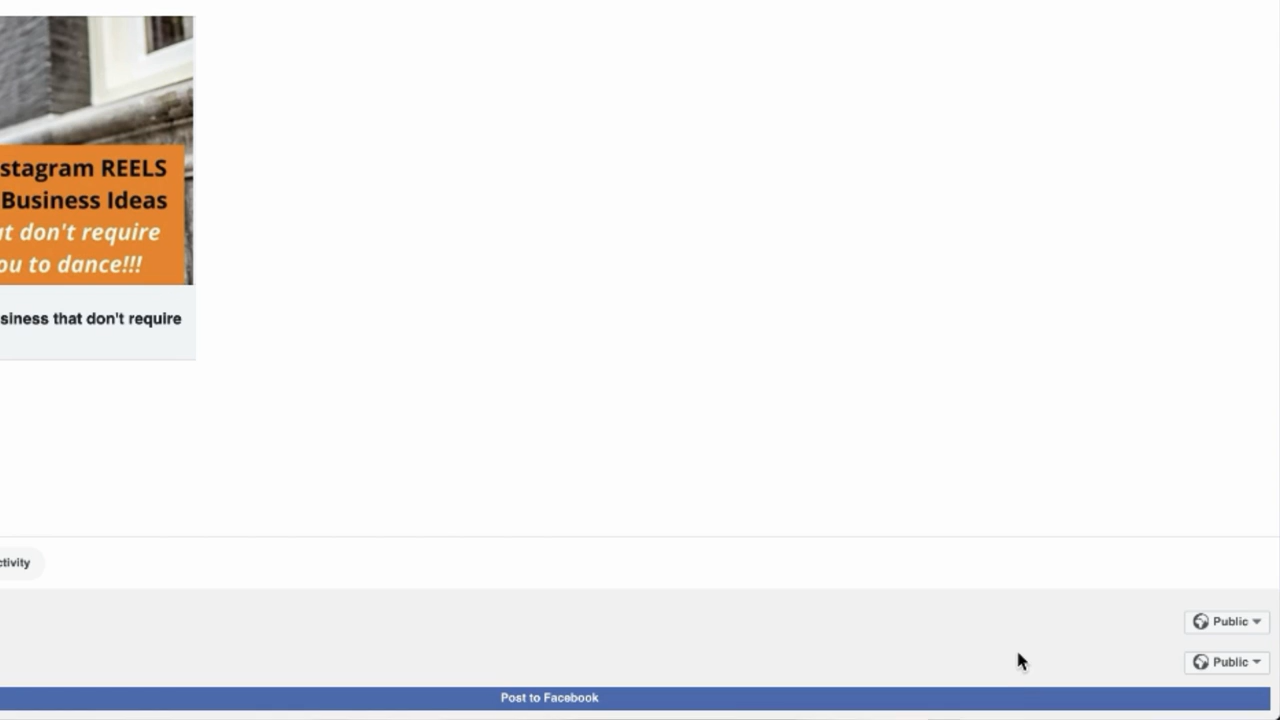 stagram REELS
Business Ideas
t don't require
ou to dance!!!
siness that don't require
ctivity
Public
Public
Post to Facebook